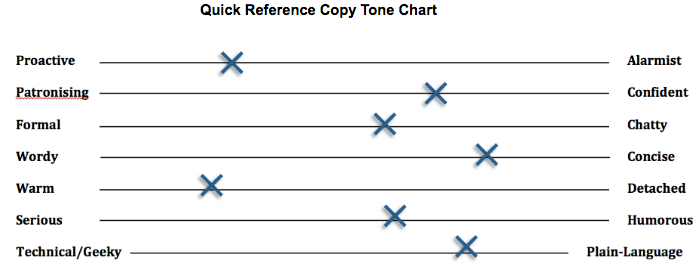 Quick Reference Copy Tone Chart
Proactive Alarmist
Patronising Confident
Formal Chatty
Wordy Concise
Warm Detached
Serious Humorous
Technical/Geeky Plain-Language